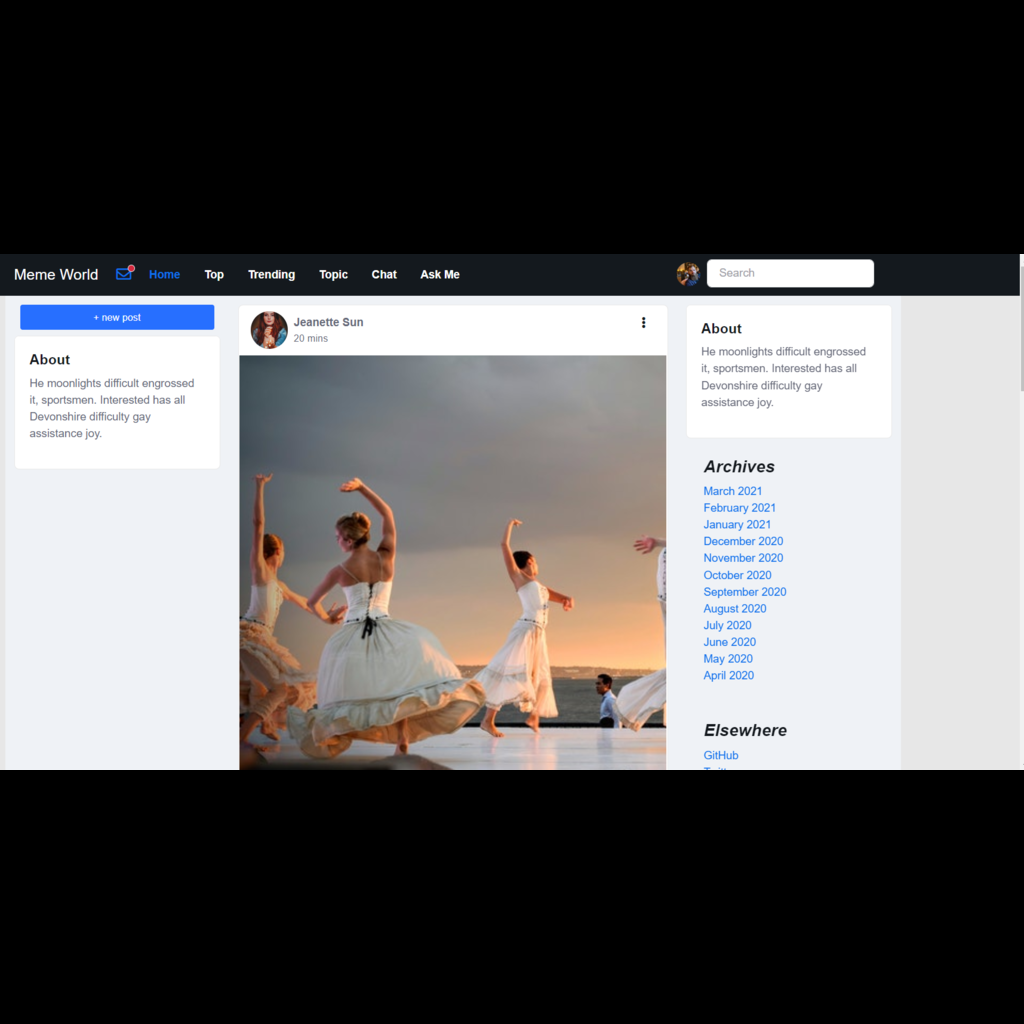 Meme World Home Top Trending Topic Chat Ask Me Search
+ new post
About
He moonlights difficult engrossed
it, sportsmen. Interested has all
Devonshire difficulty gay
assistance joy.
Jeanette Sun
20 mins
About
He moonlights difficult engrossed
it, sportsmen. Interested has all
Devonshire difficulty gay
assistance joy.
Archives
March 2021
February 2021
January 2021
December 2020
November 2020
October 2020
September 2020
August 2020
July 2020
June 2020
May 2020
April 2020
Elsewhere
GitHub